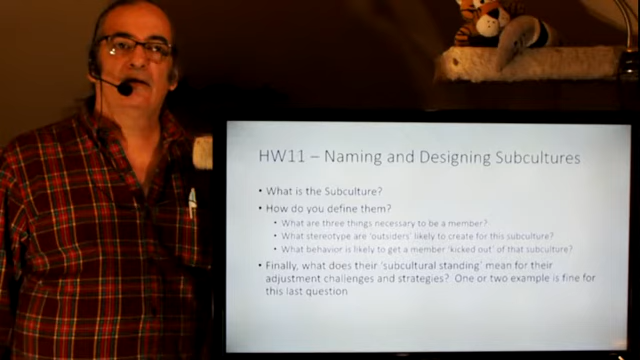 HW11 – Naming and Designing Subcultures
• What is the Subculture?
• How do you define them?
• What are three things necessary to be a member?
• What stereotype are 'outsiders' likely to create for this subculture?
• What behavior is likely to get a member 'kicked out' of that subculture?
• Finally, what does their 'subcultural standing' mean for their
adjustment challenges and strategies? One or two example is fine for
this last question